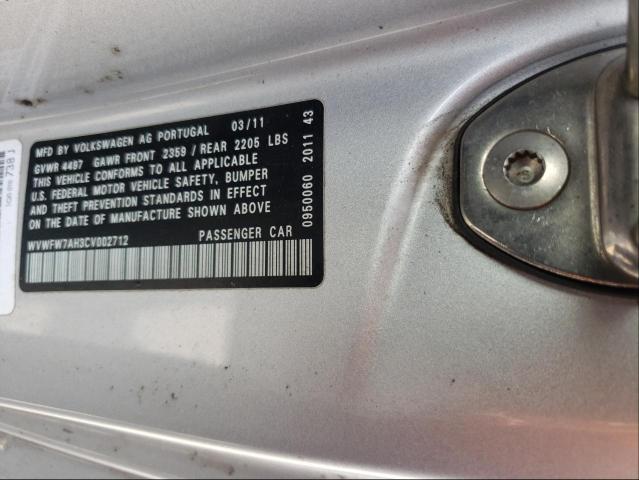 MFD BY VOLKSWAGEN AG PORTUGAL 03/11
GVWR 4497 GAWR FRONT 2359 / REAR 2205 LBS
THIS VEHICLE CONFORMS TO ALL APPLICABLE
U.S. FEDERAL MOTOR VEHICLE SAFETY, BUMPER
AND THEFT PREVENTION STANDARDS IN EFFECT
ON THE DATE OF MANUFACTURE SHOWN ABOVE
WVWFW7AH3CV002712 PASSENGER CAR
0950060 2011 43
738 J